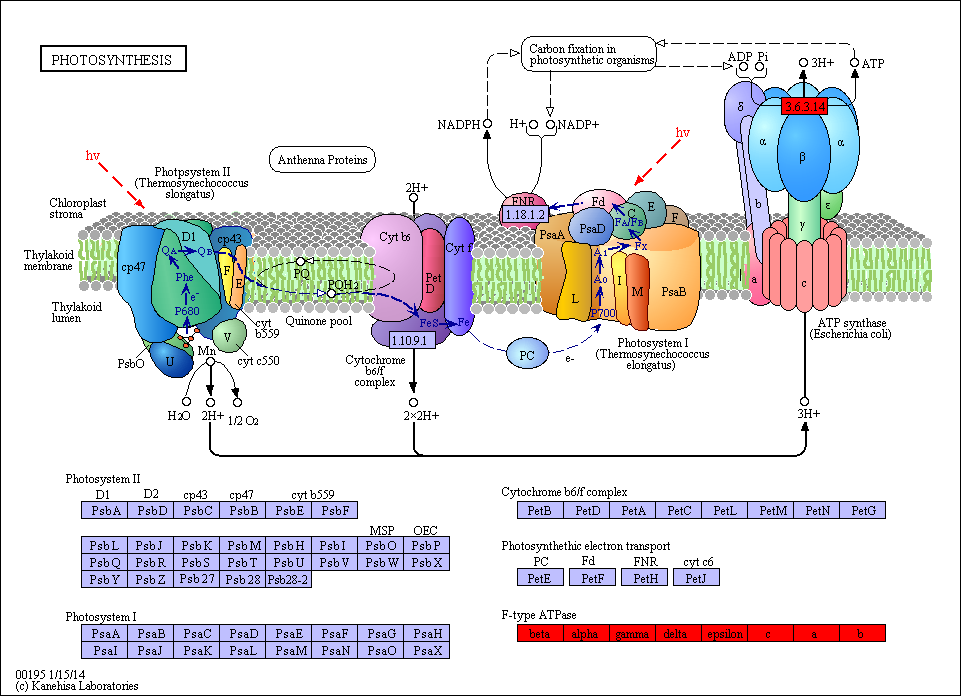 PHOTOSYNTHESIS
Carbon fixation in
photosynthetic organisms
ADP Pi
3H+
ATP
NADPH
H+
NADP+
hν
hν
Anthenna Proteins
Photpsystem II
(Thermosynechococcus
elongatus)
2H+
Chloroplast
stroma
Thylakoid
membrane
Thylakoid
lumen
D1
cp43
cp47
QA
QB
Phe
e-
P680
F
E
PsbO
U
V
Mn
cyt
b559
cyt c550
H2O
2H+
1/2 O2
PQ
PQH2
Quinone pool
Cyt b6
Pet
D
Cyt f
FeS
Fe
1.10.9.1
Cytochrome
b6/f
complex
2×2H+
PC
e-
FNR
1.18.1.2
Fd
PsaA
PsaD
C
E
F
FA/FB
FX
A1
A0
P700
L
I
M
PsaB
Photosystem I
(Thermosynechococcus
elongatus)
δ
3.6.3.14
α
β
α
b
γ
ε
a
c
ATP synthase
(Escherichia coli)
3H+
Photosystem II
D1 D2 cp43 cp47 cyt b559
PsbA PsbD PsbC PsbB PsbE PsbF
MSP OEC
PsbL PsbJ PsbK PsbM PsbH PsbI PsbO PsbP
PsbQ PsbR PsbS PsbT PsbU PsbV PsbW PsbX
PsbY PsbZ Psb27 Psb28 Psb28-2
Photosystem I
PsaA PsaB PsaC PsaD PsaE PsaF PsaG PsaH
PsaI PsaJ PsaK PsaL PsaM PsaN PsaO PsaX
Cytochrome b6/f complex
PetB PetD PetA PetC PetL PetM PetN PetG
Photosynthethic electron transport
PC Fd FNR cyt c6
PetE PetF PetH PetJ
F-type ATPase
beta alpha gamma delta epsilon c a b
00195 1/15/14
(c) Kanehisa Laboratories